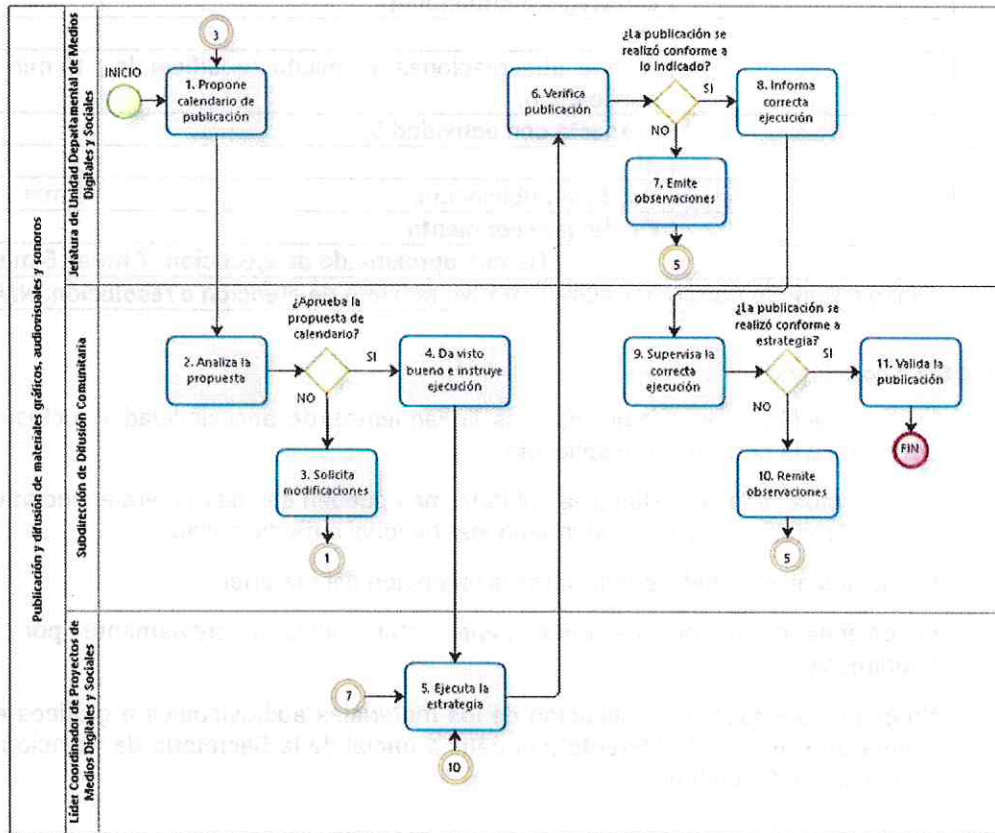 Publicación y difusión de materiales gráficos, audiovisuales y sonoros
Jefatura de Unidad Departamental de Medios
Digitales y Sociales
3
INICIO
1. Propone
calendario de
publicación
6. Verifica
publicación
¿La publicación se
realizó conforme a
lo indicado?
SI
NO
8. Informa
correcta
ejecución
7. Emite
observaciones
5
Subdirección de Difusión Comunitaria
2. Analiza la
propuesta
¿Aprueba la
propuesta de
calendario?
SI
NO
4. Da visto
bueno e instruye
ejecución
3. Solicita
modificaciones
1
9. Supervisa la
correcta
ejecución
¿La publicación se
realizó conforme a
estrategia?
SI
NO
11. Valida la
publicación
FIN
10. Remite
observaciones
5
Líder Coordinador de Proyectos de
Medios Digitales y Sociales
7
5. Ejecuta la
estrategia
10